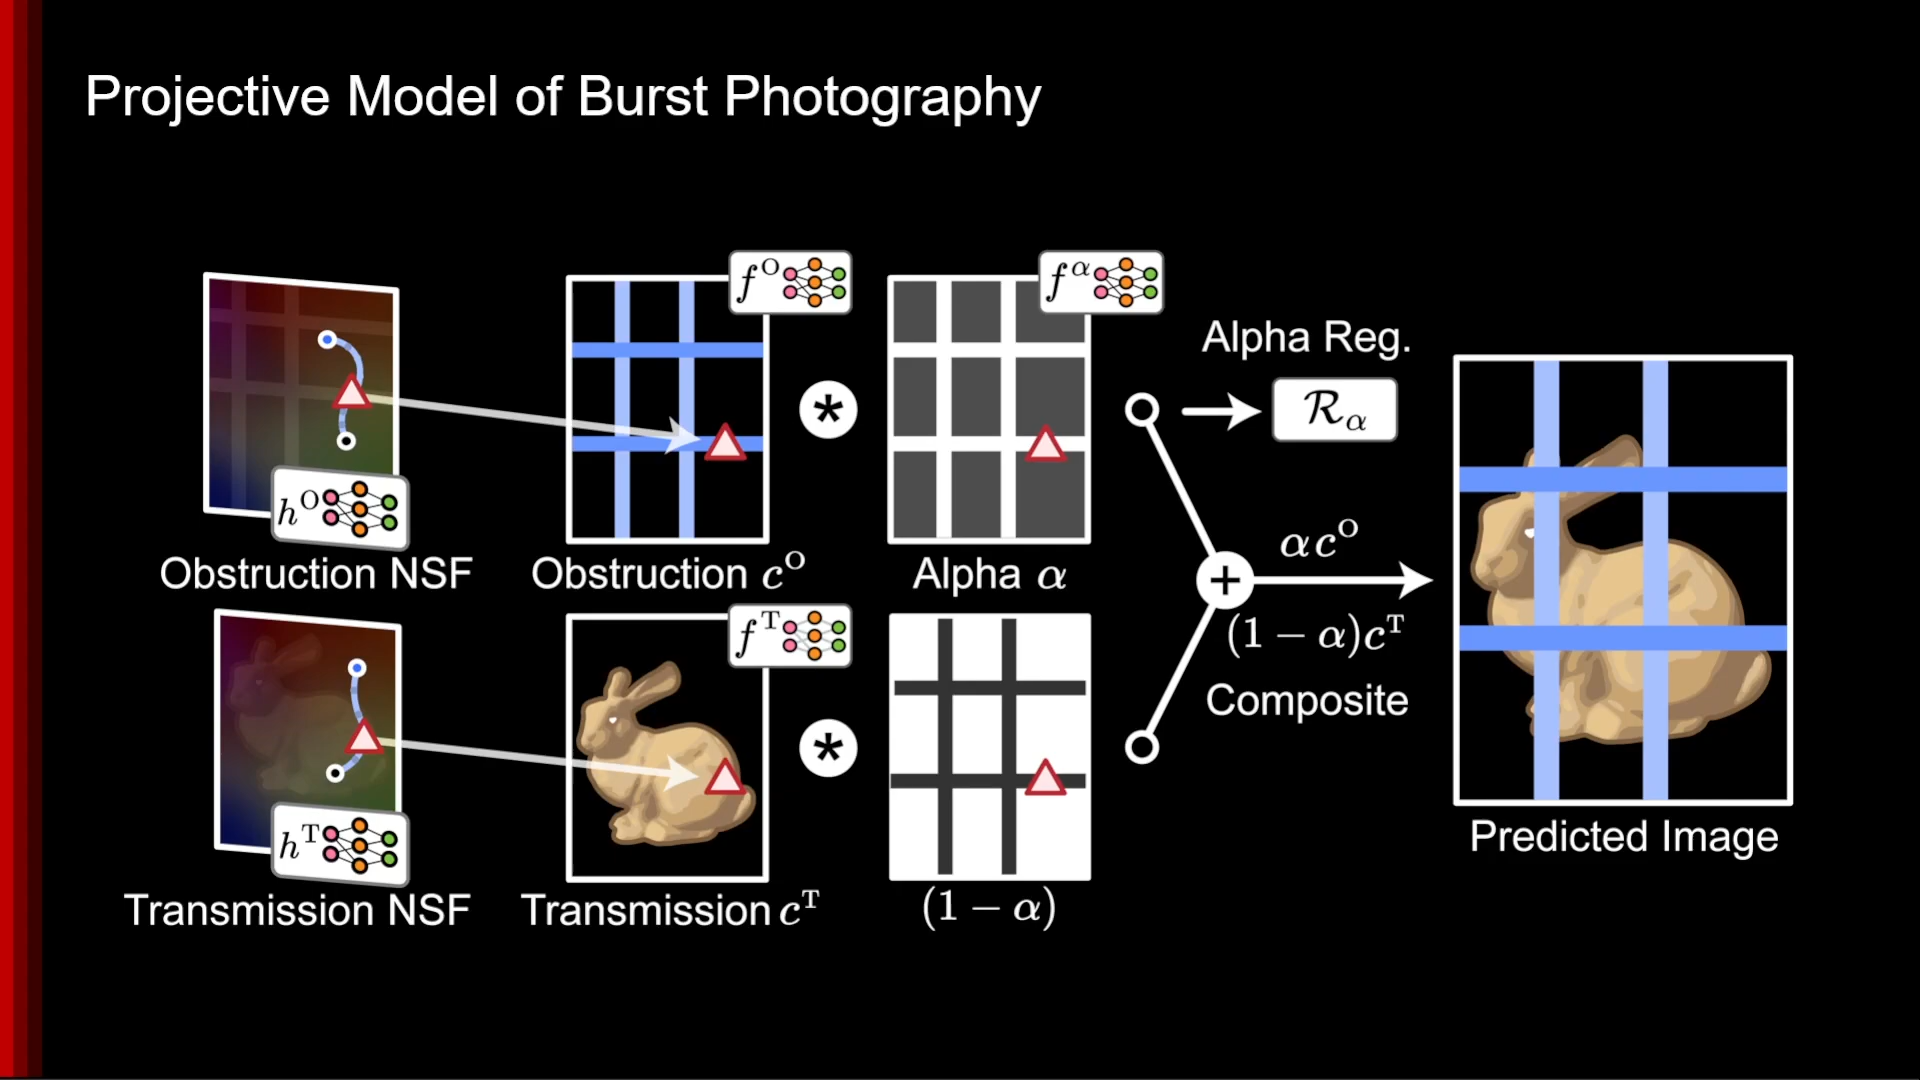 Projective Model of Burst Photography
f^O
f^α
Alpha Reg.
R_α
h^O
Obstruction NSF
Obstruction c^O
*
Alpha α
+
αc^O
(1 − α)c^T
Composite
f^T
h^T
Transmission NSF
Transmission c^T
*
(1 − α)
Predicted Image